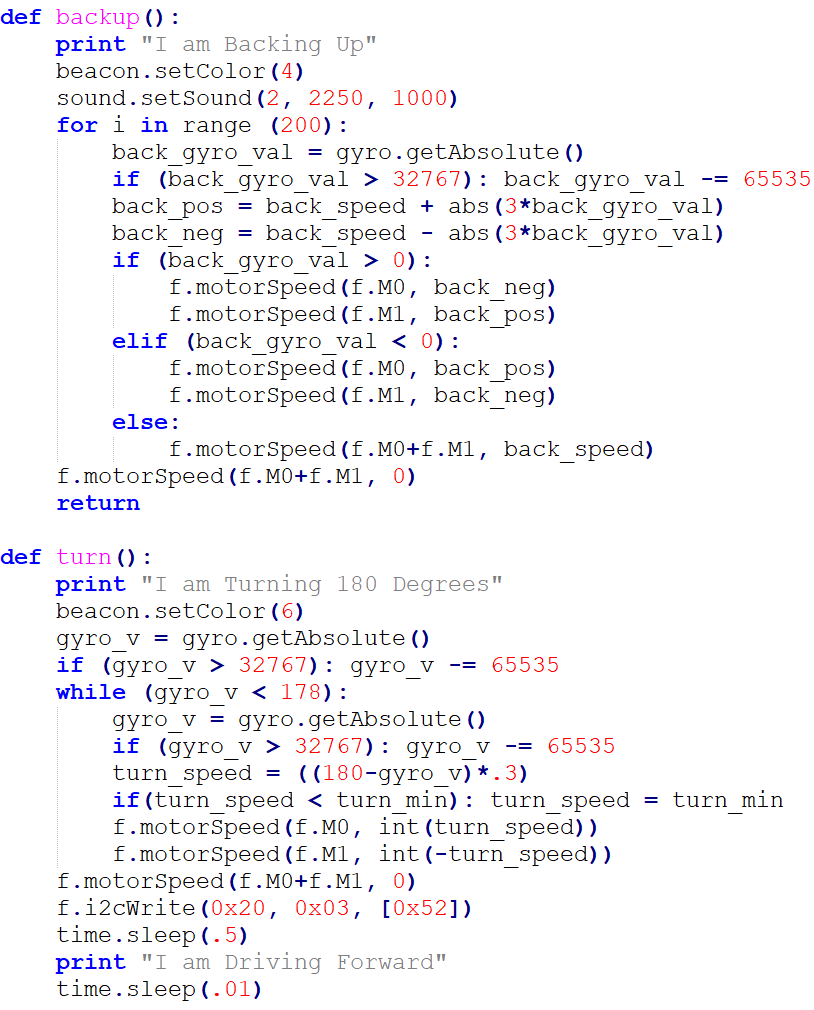 def backup():
    print "I am Backing Up"
    beacon.setColor(4)
    sound.setSound(2, 2250, 1000)
    for i in range (200):
        back_gyro_val = gyro.getAbsolute()
        if (back_gyro_val > 32767): back_gyro_val -= 65535
        back_pos = back_speed + abs(3*back_gyro_val)
        back_neg = back_speed - abs(3*back_gyro_val)
        if (back_gyro_val > 0):
            f.motorSpeed(f.M0, back_neg)
            f.motorSpeed(f.M1, back_pos)
        elif (back_gyro_val < 0):
            f.motorSpeed(f.M0, back_pos)
            f.motorSpeed(f.M1, back_neg)
        else:
            f.motorSpeed(f.M0+f.M1, back_speed)
    f.motorSpeed(f.M0+f.M1, 0)
    return

def turn():
    print "I am Turning 180 Degrees"
    beacon.setColor(6)
    gyro_v = gyro.getAbsolute()
    if (gyro_v > 32767): gyro_v -= 65535
    while (gyro_v < 178):
        gyro_v = gyro.getAbsolute()
        if (gyro_v > 32767): gyro_v -= 65535
        turn_speed = ((180-gyro_v)*.3)
        if(turn_speed < turn_min): turn_speed = turn_min
        f.motorSpeed(f.M0, int(turn_speed))
        f.motorSpeed(f.M1, int(-turn_speed))
    f.motorSpeed(f.M0+f.M1, 0)
    f.i2cWrite(0x20, 0x03, [0x52])
    time.sleep(.5)
    print "I am Driving Forward"
    time.sleep(.01)